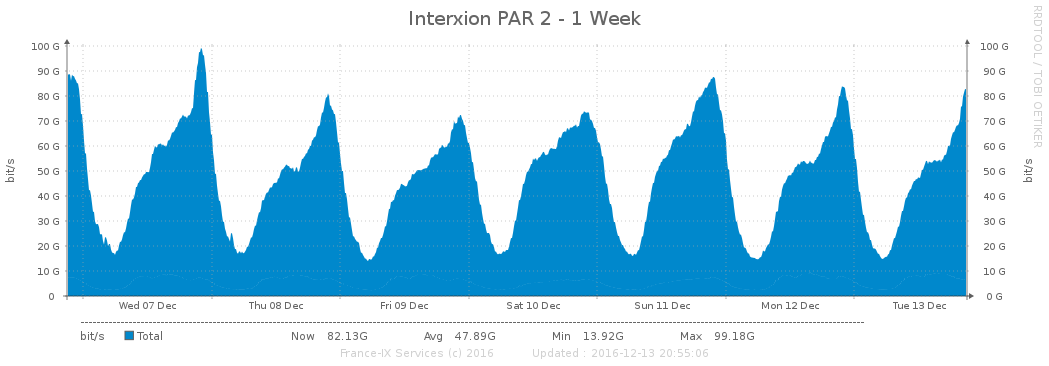 Interxion PAR 2 - 1 Week
RRDTOOL / TOBI OETIKER
bit/s
100 G
90 G
80 G
70 G
60 G
50 G
40 G
30 G
20 G
10 G
0
100 G
90 G
80 G
70 G
60 G
50 G
40 G
30 G
20 G
10 G
0 G
bit/s
Wed 07 Dec Thu 08 Dec Fri 09 Dec Sat 10 Dec Sun 11 Dec Mon 12 Dec Tue 13 Dec
bit/s Total Now 82.13G Avg 47.89G Min 13.92G Max 99.18G
France-IX Services (c) 2016 Updated : 2016-12-13 20:55:06